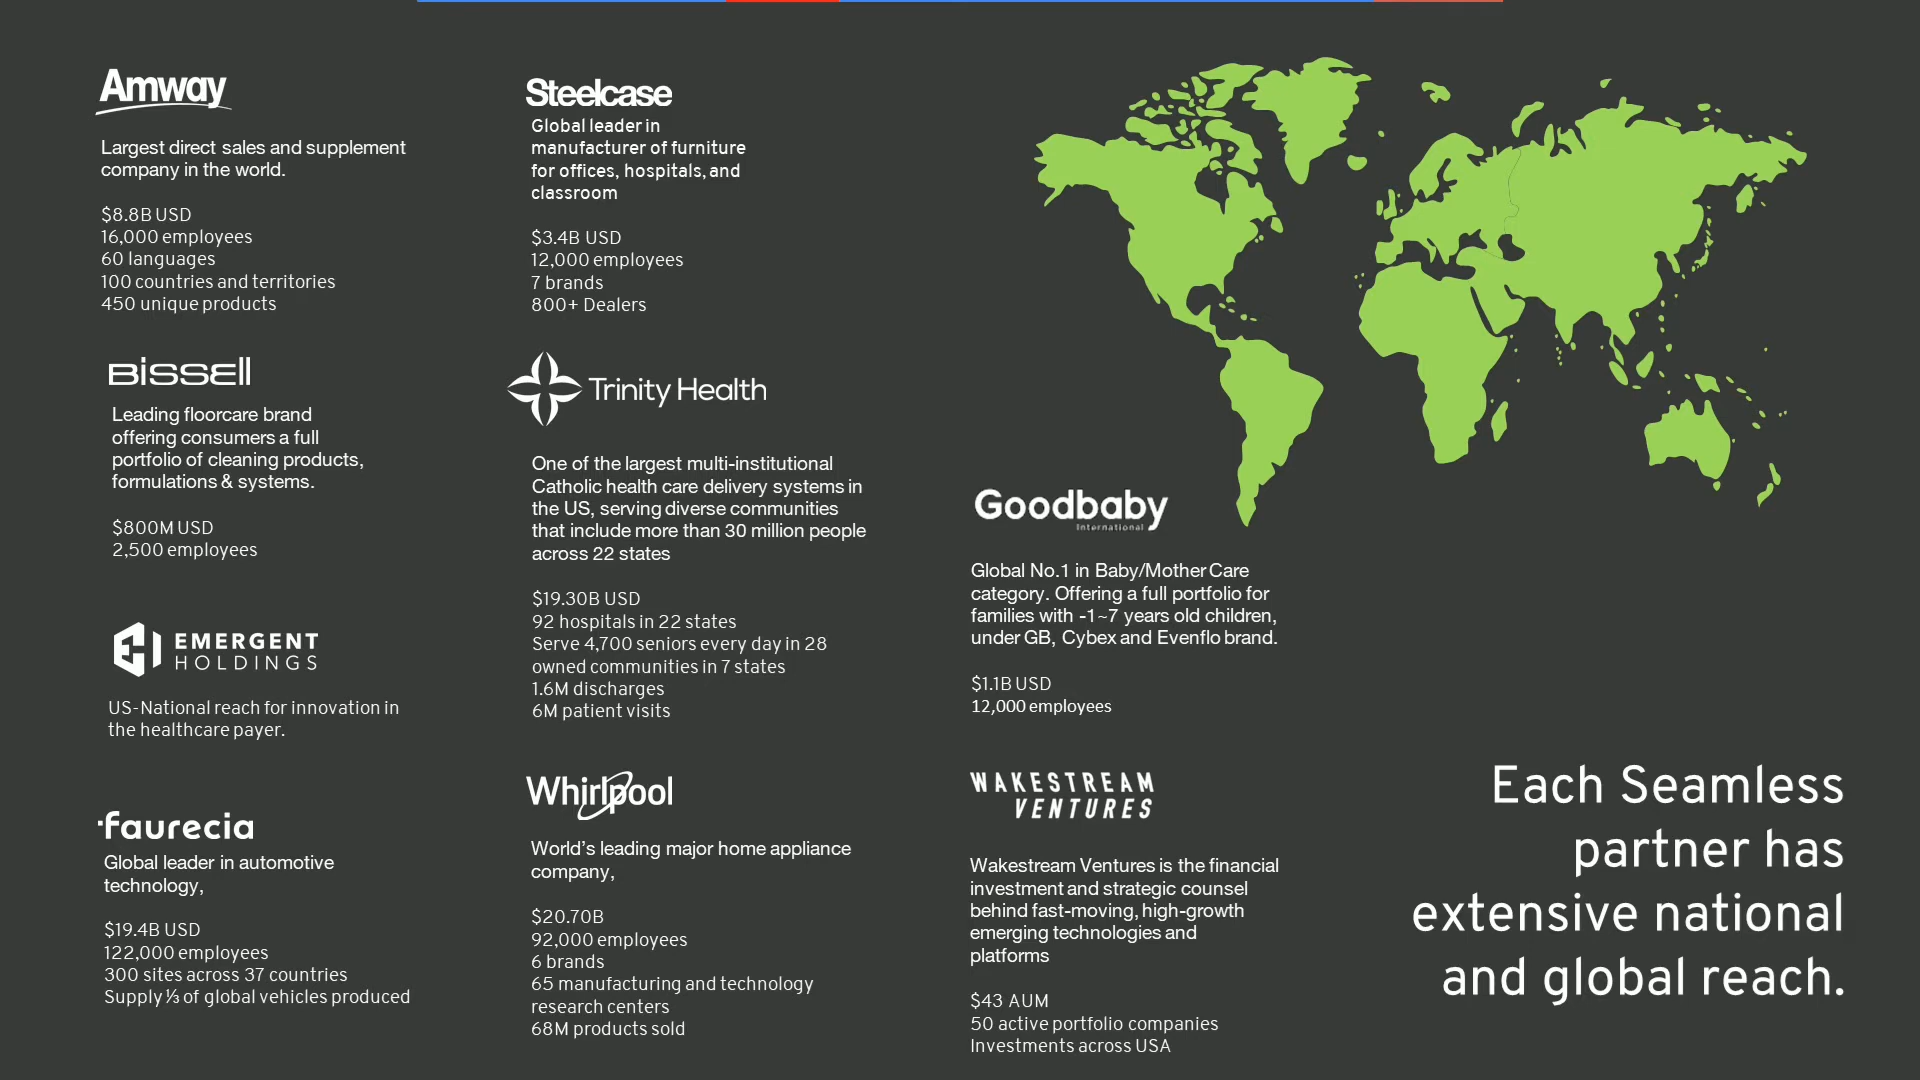 Amway
Largest direct sales and supplement
company in the world.
$8.8B USD
16,000 employees
60 languages
100 countries and territories
450 unique products
BISSELL
Leading floorcare brand
offering consumers a full
portfolio of cleaning products,
formulations & systems.
$800M USD
2,500 employees
EMERGENT
HOLDINGS
US-National reach for innovation in
the healthcare payer.
faurecia
Global leader in automotive
technology,
$19.4B USD
122,000 employees
300 sites across 37 countries
Supply ⅓ of global vehicles produced
Steelcase
Global leader in
manufacturer of furniture
for offices, hospitals, and
classroom
$3.4B USD
12,000 employees
7 brands
800+ Dealers
Trinity Health
One of the largest multi-institutional
Catholic health care delivery systems in
the US, serving diverse communities
that include more than 30 million people
across 22 states
$19.30B USD
92 hospitals in 22 states
Serve 4,700 seniors every day in 28
owned communities in 7 states
1.6M discharges
6M patient visits
Whirlpool
World's leading major home appliance
company,
$20.70B
92,000 employees
6 brands
65 manufacturing and technology
research centers
68M products sold
Goodbaby
International
Global No.1 in Baby/Mother Care
category. Offering a full portfolio for
families with -1~7 years old children,
under GB, Cybex and Evenflo brand.
$1.1B USD
12,000 employees
WAKESTREAM
VENTURES
Wakestream Ventures is the financial
investment and strategic counsel
behind fast-moving, high-growth
emerging technologies and
platforms
$43 AUM
50 active portfolio companies
Investments across USA
Each Seamless
partner has
extensive national
and global reach.